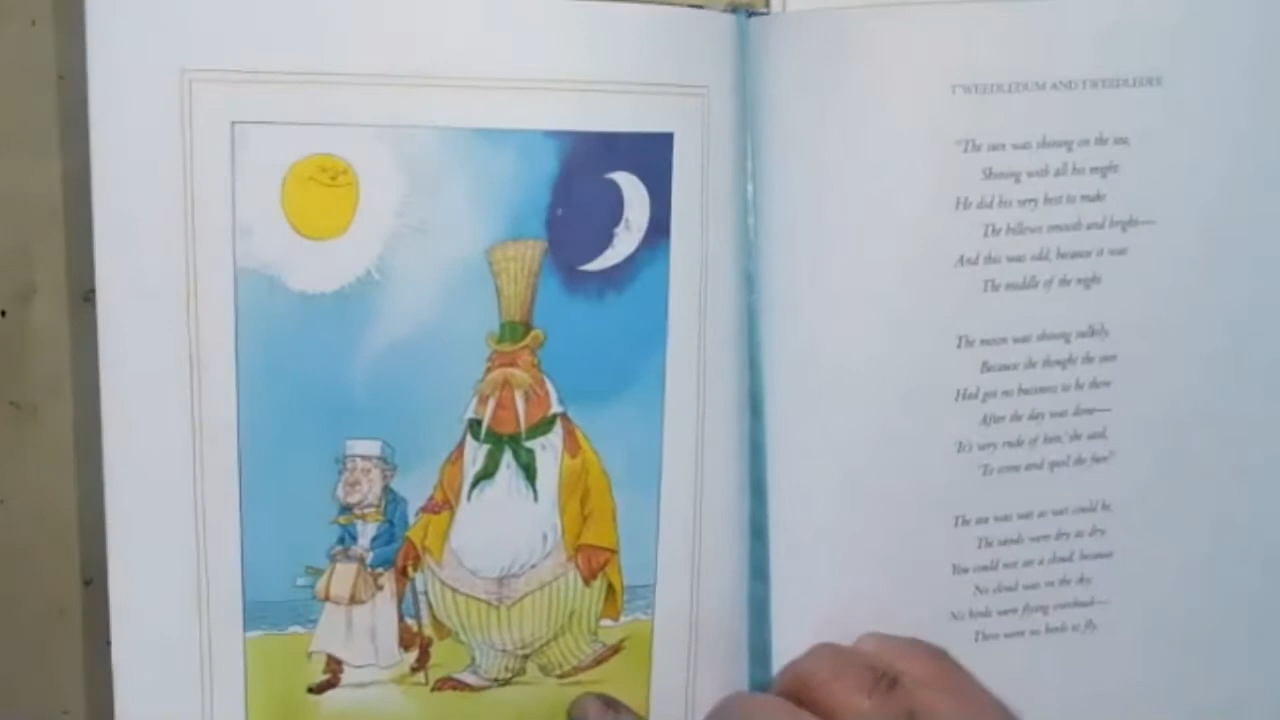 TWEEDLEDUM AND TWEEDLEDEE
"The sun was shining on the sea,
Shining with all his might:
He did his very best to make
The billows smooth and bright—
And this was odd, because it was
The middle of the night.
The moon was shining sulkily,
Because she thought the sun
Had got no business to be there
After the day was done—
'It's very rude of him,' she said,
'To come and spoil the fun!'
The sea was wet as wet could be,
The sands were dry as dry.
You could not see a cloud, because
No cloud was in the sky:
No birds were flying overhead—
There were no birds to fly.